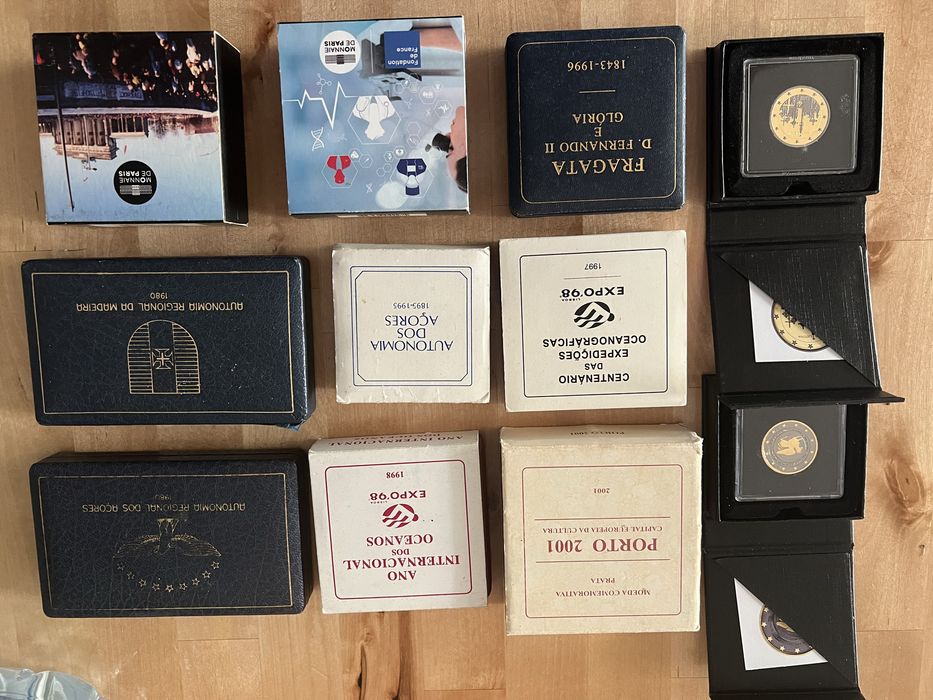 MONNAIE
DE PARIS
MONNAIE
DE PARIS
Fondation
de
France
FRAGATA
D. FERNANDO II
E
GLÓRIA
1843-1996
AUTONOMIA REGIONAL DA MADEIRA
1980
AUTONOMIA
DOS
AÇORES
1895-1995
CENTENÁRIO
DAS
EXPEDIÇÕES
OCEANOGRÁFICAS
LISBOA
EXPO'98
1997
AUTONOMIA REGIONAL DOS AÇORES
1980
ANO INTERNACIONAL
ANO
INTERNACIONAL
DOS
OCEANOS
LISBOA
EXPO'98
1998
PORTO 2001
MOEDA COMEMORATIVA
PRATA
PORTO 2001
CAPITAL EUROPEIA DA CULTURA
2001